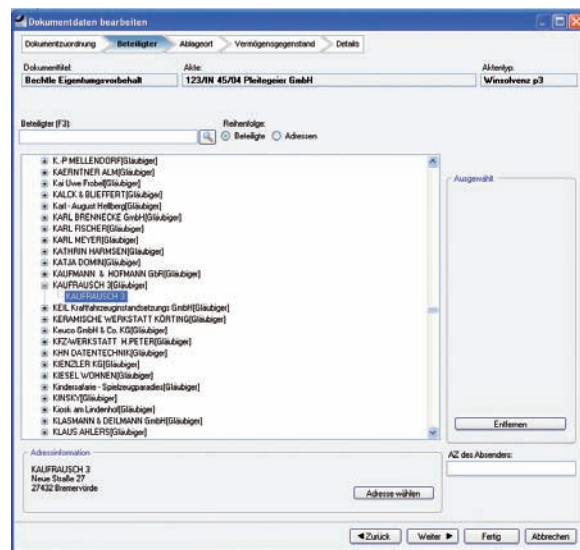 Dokumentdaten bearbeiten
Dokumentzuordnung Beteiligter Ablageort Vermögensgegenstand Details
Dokumenttitel: Akte: Aktentyp:
Bechtle Eigentungsvorbehalt 123/IN 45/04 Pleitegeier GmbH Winsolvenz p3
Beteiligter (F3): Reihenfolge:
Beteiligte Adressen
K.-P MELLENDORF[Gläubiger]
KAERNTNER ALM[Gläubiger]
Kai Uwe Frobel[Gläubiger]
KALCK & BLIEFFERT[Gläubiger]
Karl - August Hellberg[Gläubiger]
KARL BRENNECKE GmbH[Gläubiger]
KARL FISCHER[Gläubiger]
KARL MEYER[Gläubiger]
KATHRIN HARMSEN[Gläubiger]
KATJA DOMIN[Gläubiger]
KAUFMANN & HOFMANN GbR[Gläubiger]
KAUFRAUSCH 3[Gläubiger]
KAUFRAUSCH 3
KEIL Kraftfahrzeuginstandsetzungs GmbH[Gläubiger]
KERAMISCHE WERKSTATT KÖRTING[Gläubiger]
Keuco GmbH & Co. KG[Gläubiger]
KFZ-WERKSTATT H.PETER[Gläubiger]
KHN DATENTECHNIK[Gläubiger]
KIENZLER KG[Gläubiger]
KIESEL WOHNEN[Gläubiger]
Kindersafarie - Spielzeugparadies[Gläubiger]
KINSKY[Gläubiger]
Kiosk am Lindenhof[Gläubiger]
KLASMANN & DEILMANN GmbH[Gläubiger]
KLAUS AHLERS[Gläubiger]
Ausgewählt
Entfernen
Adressinformation
KAUFRAUSCH 3
Neue Straße 27
27432 Bremervörde
Adresse wählen
AZ des Absenders:
Zurück Weiter Fertig Abbrechen